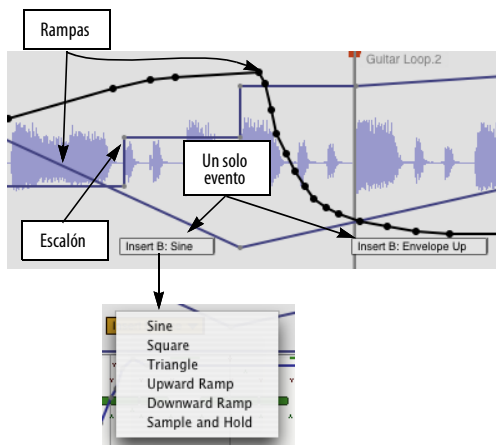 Rampas
Guitar Loop.2
Un solo
evento
Escalón
Insert B: Sine
Insert B: Envelope Up
Sine
Square
Triangle
Upward Ramp
Downward Ramp
Sample and Hold